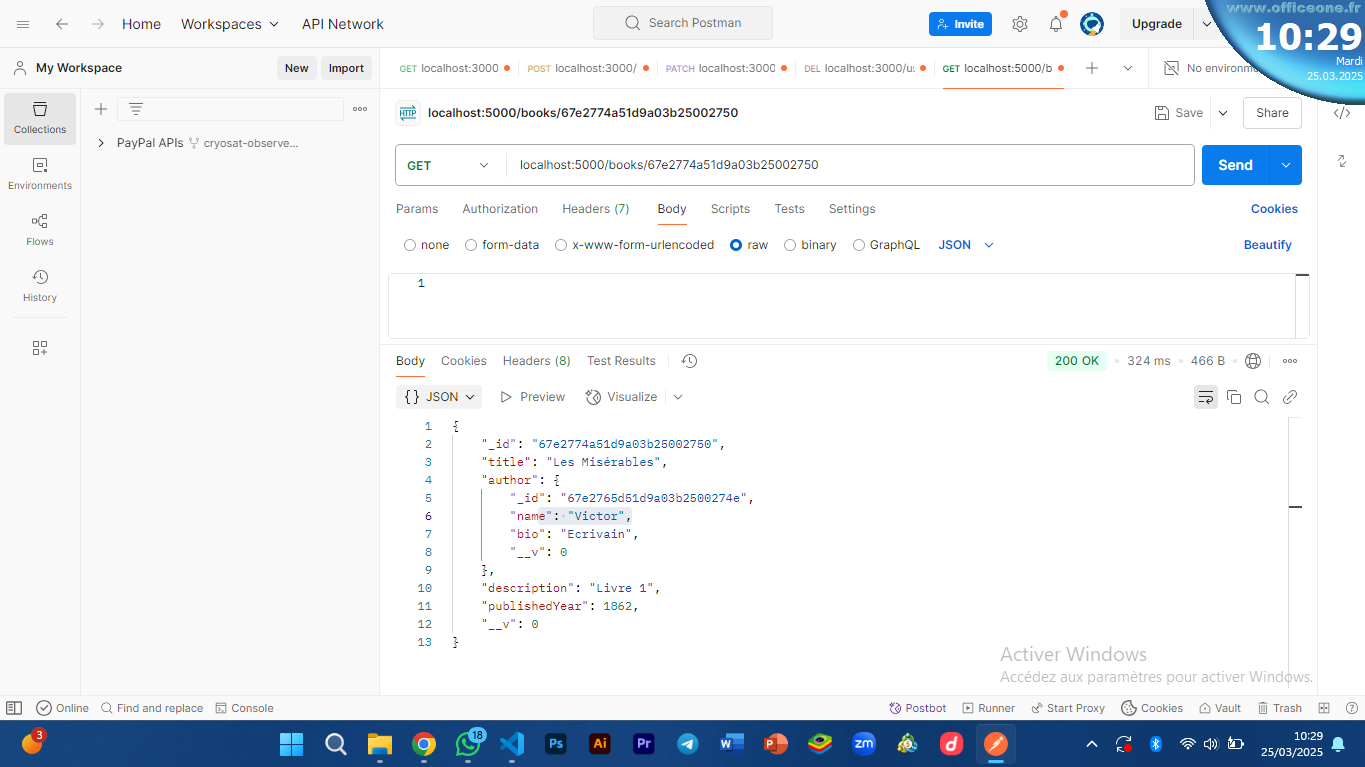 www.officeone.fr
10:29
Mardi
25.03.2025
Home Workspaces API Network
Search Postman
Invite
Upgrade
My Workspace
New Import
GET localhost:3000
POST localhost:3000/
PATCH localhost:3000
DEL localhost:3000/u
GET localhost:5000/b
No environm
Collections
Environments
Flows
History
PayPal APIs cryosat-observe...
HTTP localhost:5000/books/67e2774a51d9a03b25002750
Save Share
GET localhost:5000/books/67e2774a51d9a03b25002750 Send
Params Authorization Headers (7) Body Scripts Tests Settings Cookies
none form-data x-www-form-urlencoded raw binary GraphQL JSON Beautify
1
Body Cookies Headers (8) Test Results 200 OK • 324 ms • 466 B •
{} JSON Preview Visualize
1 {
2 "_id": "67e2774a51d9a03b25002750",
3 "title": "Les Misérables",
4 "author": {
5 "_id": "67e2765d51d9a03b2500274e",
6 "name": "Victor",
7 "bio": "Ecrivain",
8 "__v": 0
9 },
10 "description": "Livre 1",
11 "publishedYear": 1862,
12 "__v": 0
13 }
Activer Windows
Accédez aux paramètres pour activer Windows.
Online Find and replace Console Postbot Runner Start Proxy Cookies Vault Trash
3
18
Ps Ai Pr W P zm
10:29
25/03/2025